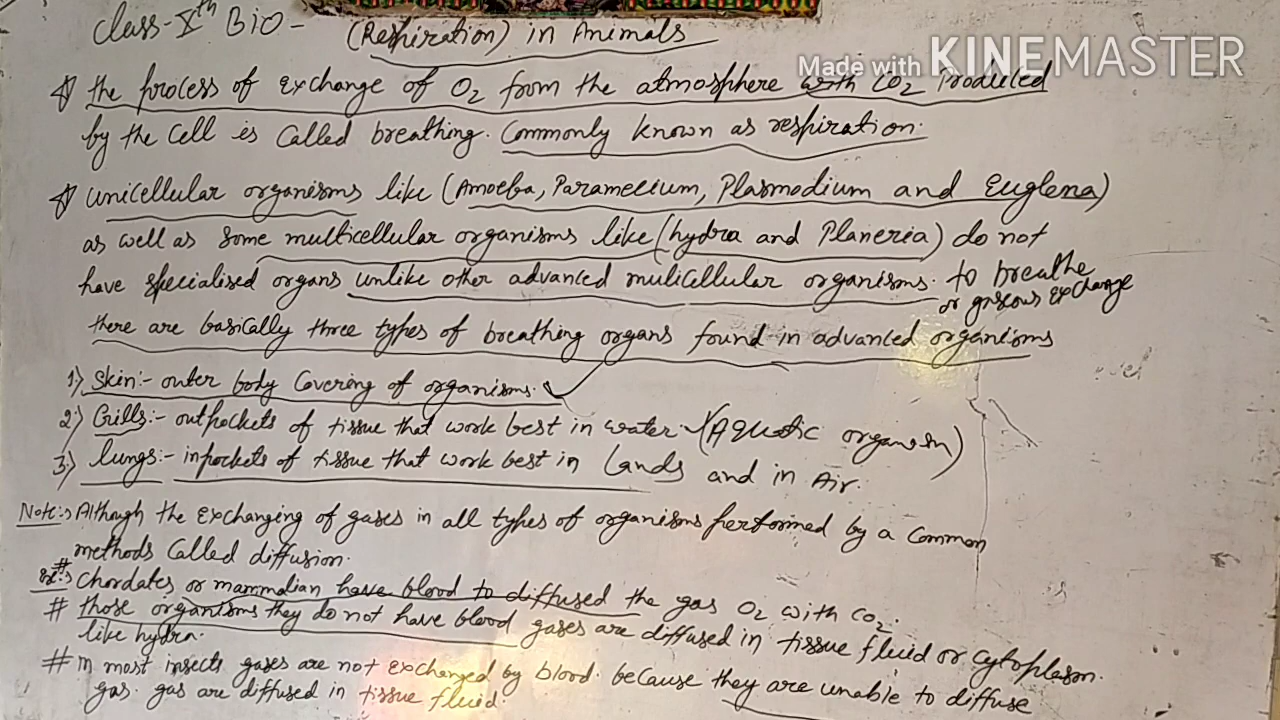 Class-Xth Bio- (Respiration) in Animals
Made with KINEMASTER
the process of exchange of O2 from the atmosphere with CO2 Produced
by the cell is called breathing. Commonly known as respiration.
unicellular organisms like (Amoeba, Paramecium, Plasmodium and Euglena)
as well as some multicellular organisms like (hydra and Planeria) do not
have specialised organs unlike other advanced mulicellular organisms. to breathe
or gaseous exchange
there are basically three types of breathing organs found in advanced organisms
1) Skin:- outer body Covering of organisms.
2) Grills:- outpockets of tissue that work best in water (Aquatic organism)
3) lungs:- inpockets of tissue that work best in Lands and in Air.
Note:→ Although the exchanging of gases in all types of organisms performed by a common
methods called diffusion.
# Chordates or mammalian have blood to diffused the gas O2 with CO2.
# those organisms they do not have blood gases are diffused in tissue fluid or cytoplasm.
like hydra.
# in most insects gases are not exchanged by blood. because they are unable to diffuse
gas. gas are diffused in tissue fluid.